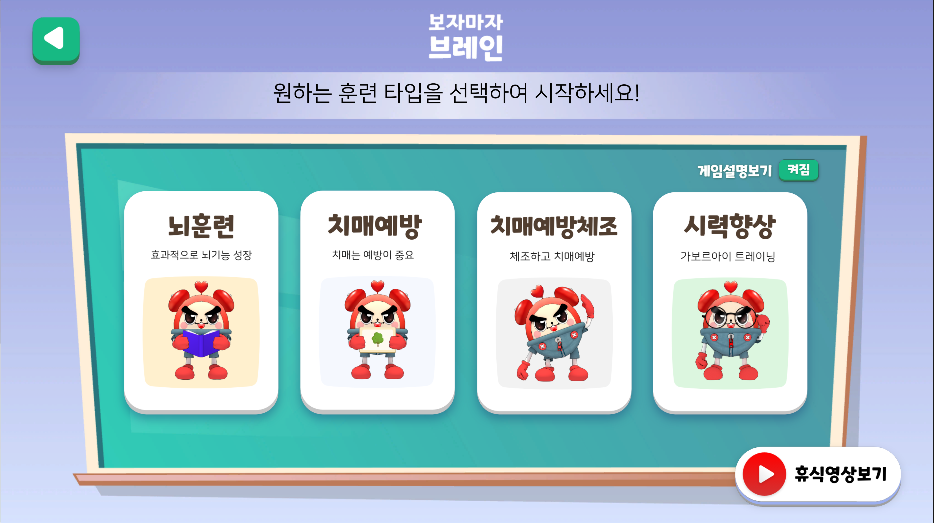 보자마자
브레인
원하는 훈련 타입을 선택하여 시작하세요!
게임설명보기 켜짐
뇌훈련
효과적으로 뇌기능 성장
치매예방
치매는 예방이 중요
치매예방체조
체조하고 치매예방
시력향상
가보르아이 트레이닝
휴식영상보기